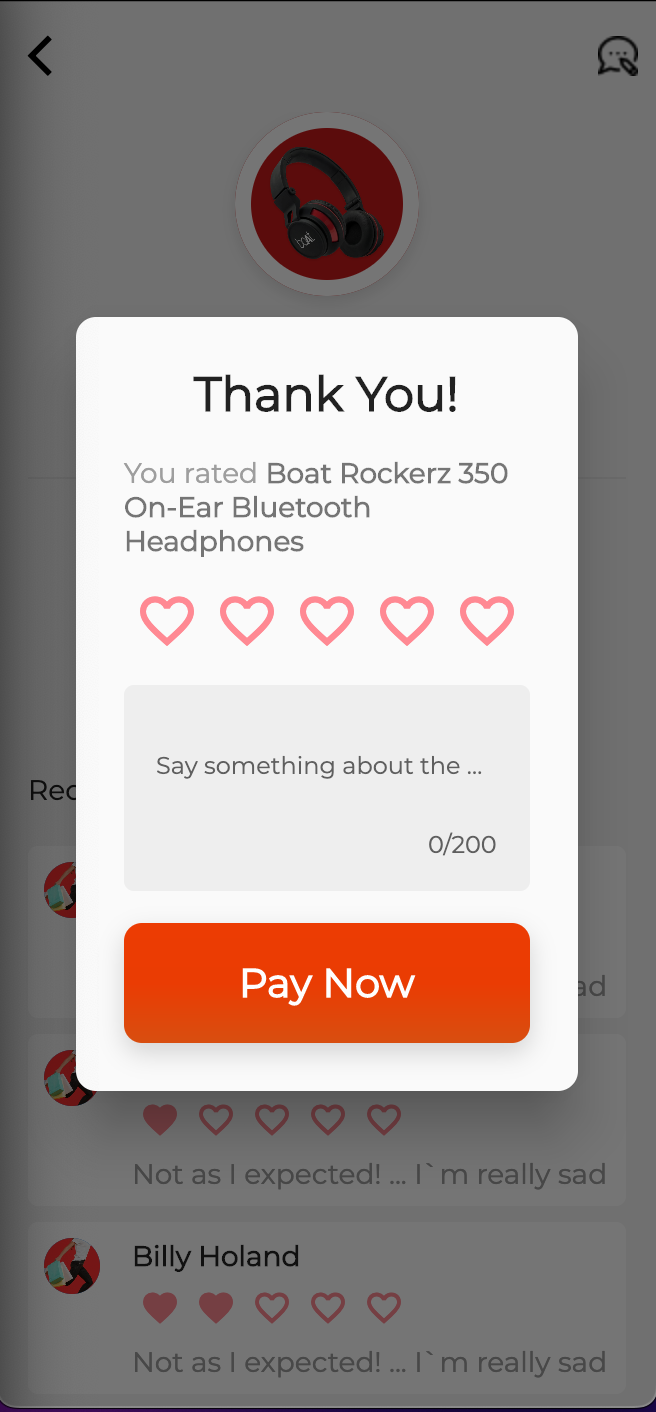 boAt
Thank You!
You rated Boat Rockerz 350
On-Ear Bluetooth
Headphones
Say something about the ...
0/200
Rec
ad
Pay Now
Not as I expected! ... I`m really sad
Billy Holand
Not as I expected! ... I`m really sad